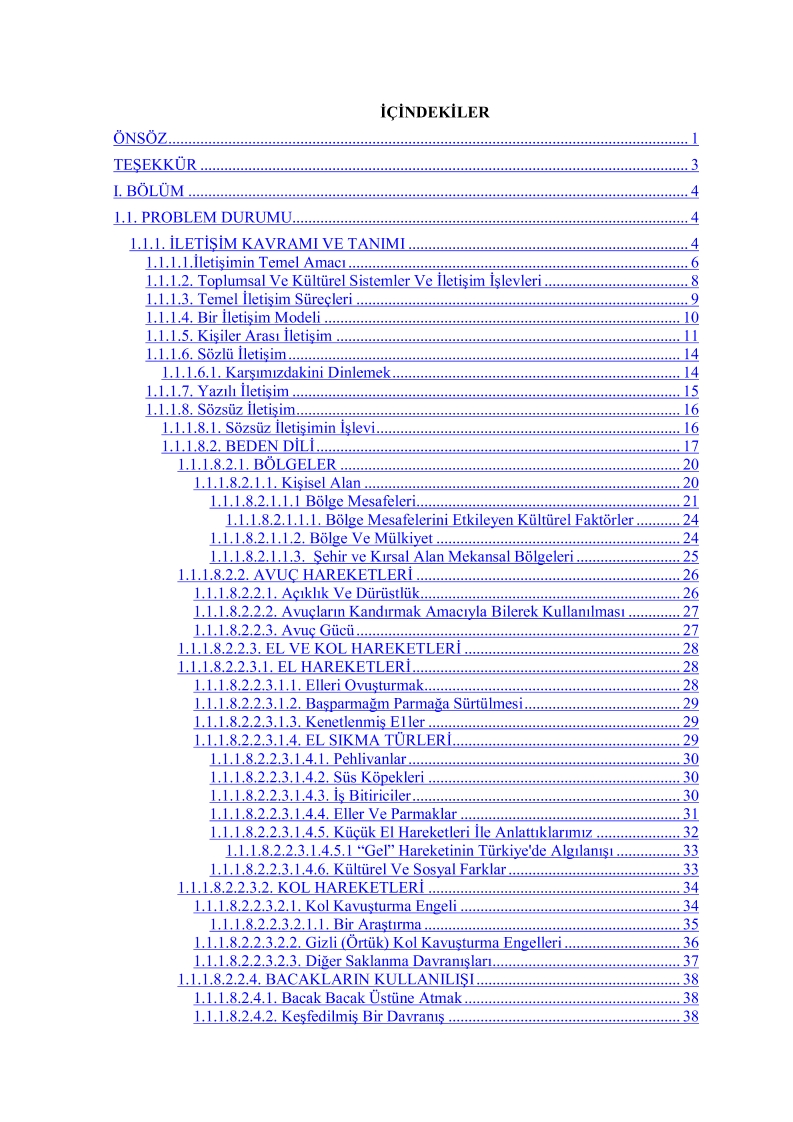 İÇİNDEKİLER
ÖNSÖZ.................................................................................................................................. 1
TEŞEKKÜR .......................................................................................................................... 3
I. BÖLÜM ............................................................................................................................. 4
1.1. PROBLEM DURUMU................................................................................................... 4
1.1.1. İLETİŞİM KAVRAMI VE TANIMI ...................................................................... 4
1.1.1.1.İletişimin Temel Amacı ..................................................................................... 6
1.1.1.2. Toplumsal Ve Kültürel Sistemler Ve İletişim İşlevleri .................................... 8
1.1.1.3. Temel İletişim Süreçleri ................................................................................... 9
1.1.1.4. Bir İletişim Modeli ......................................................................................... 10
1.1.1.5. Kişiler Arası İletişim ...................................................................................... 11
1.1.1.6. Sözlü İletişim.................................................................................................. 14
1.1.1.6.1. Karşımızdakini Dinlemek........................................................................ 14
1.1.1.7. Yazılı İletişim ................................................................................................. 15
1.1.1.8. Sözsüz İletişim................................................................................................ 16
1.1.1.8.1. Sözsüz İletişimin İşlevi............................................................................ 16
1.1.1.8.2. BEDEN DİLİ........................................................................................... 17
1.1.1.8.2.1. BÖLGELER ..................................................................................... 20
1.1.1.8.2.1.1. Kişisel Alan ............................................................................... 20
1.1.1.8.2.1.1.1 Bölge Mesafeleri.................................................................. 21
1.1.1.8.2.1.1.1. Bölge Mesafelerini Etkileyen Kültürel Faktörler ........... 24
1.1.1.8.2.1.1.2. Bölge Ve Mülkiyet ............................................................. 24
1.1.1.8.2.1.1.3.  Şehir ve Kırsal Alan Mekansal Bölgeleri .......................... 25
1.1.1.8.2.2. AVUÇ HAREKETLERİ .................................................................. 26
1.1.1.8.2.2.1. Açıklık Ve Dürüstlük................................................................. 26
1.1.1.8.2.2.2. Avuçların Kandırmak Amacıyla Bilerek Kullanılması ............. 27
1.1.1.8.2.2.3. Avuç Gücü................................................................................. 27
1.1.1.8.2.2.3. EL VE KOL HAREKETLERİ ...................................................... 28
1.1.1.8.2.2.3.1. EL HAREKETLERİ................................................................... 28
1.1.1.8.2.2.3.1.1. Elleri Ovuşturmak................................................................ 28
1.1.1.8.2.2.3.1.2. Başparmağm Parmağa Sürtülmesi....................................... 29
1.1.1.8.2.2.3.1.3. Kenetlenmiş E1ler ............................................................... 29
1.1.1.8.2.2.3.1.4. EL SIKMA TÜRLERİ......................................................... 29
1.1.1.8.2.2.3.1.4.1. Pehlivanlar.................................................................... 30
1.1.1.8.2.2.3.1.4.2. Süs Köpekleri ............................................................... 30
1.1.1.8.2.2.3.1.4.3. İş Bitiriciler................................................................... 30
1.1.1.8.2.2.3.1.4.4. Eller Ve Parmaklar ....................................................... 31
1.1.1.8.2.2.3.1.4.5. Küçük El Hareketleri İle Anlattıklarımız ..................... 32
1.1.1.8.2.2.3.1.4.5.1 “Gel” Hareketinin Türkiye'de Algılanışı ................ 33
1.1.1.8.2.2.3.1.4.6. Kültürel Ve Sosyal Farklar........................................... 33
1.1.1.8.2.2.3.2. KOL HAREKETLERİ ............................................................... 34
1.1.1.8.2.2.3.2.1. Kol Kavuşturma Engeli ....................................................... 34
1.1.1.8.2.2.3.2.1.1. Bir Araştırma ................................................................ 35
1.1.1.8.2.2.3.2.2. Gizli (Örtük) Kol Kavuşturma Engelleri............................. 36
1.1.1.8.2.2.3.2.3. Diğer Saklanma Davranışları............................................... 37
1.1.1.8.2.2.4. BACAKLARIN KULLANILIŞI................................................... 38
1.1.1.8.2.4.1. Bacak Bacak Üstüne Atmak...................................................... 38
1.1.1.8.2.4.2. Keşfedilmiş Bir Davranış .......................................................... 38